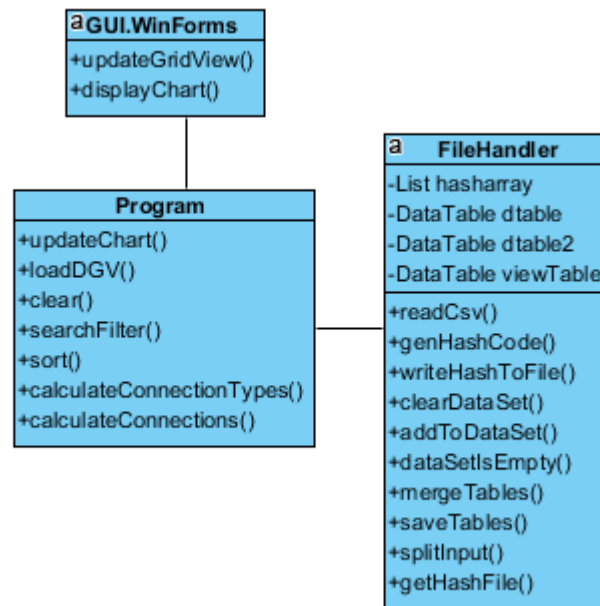 a GUI.WinForms
+updateGridView()
+displayChart()
Program
+updateChart()
+loadDGV()
+clear()
+searchFilter()
+sort()
+calculateConnectionTypes()
+calculateConnections()
a FileHandler
-List hasharray
-DataTable dtable
-DataTable dtable2
-DataTable viewTable
+readCsv()
+genHashCode()
+writeHashToFile()
+clearDataSet()
+addToDataSet()
+dataSetIsEmpty()
+mergeTables()
+saveTables()
+splitInput()
+getHashFile()